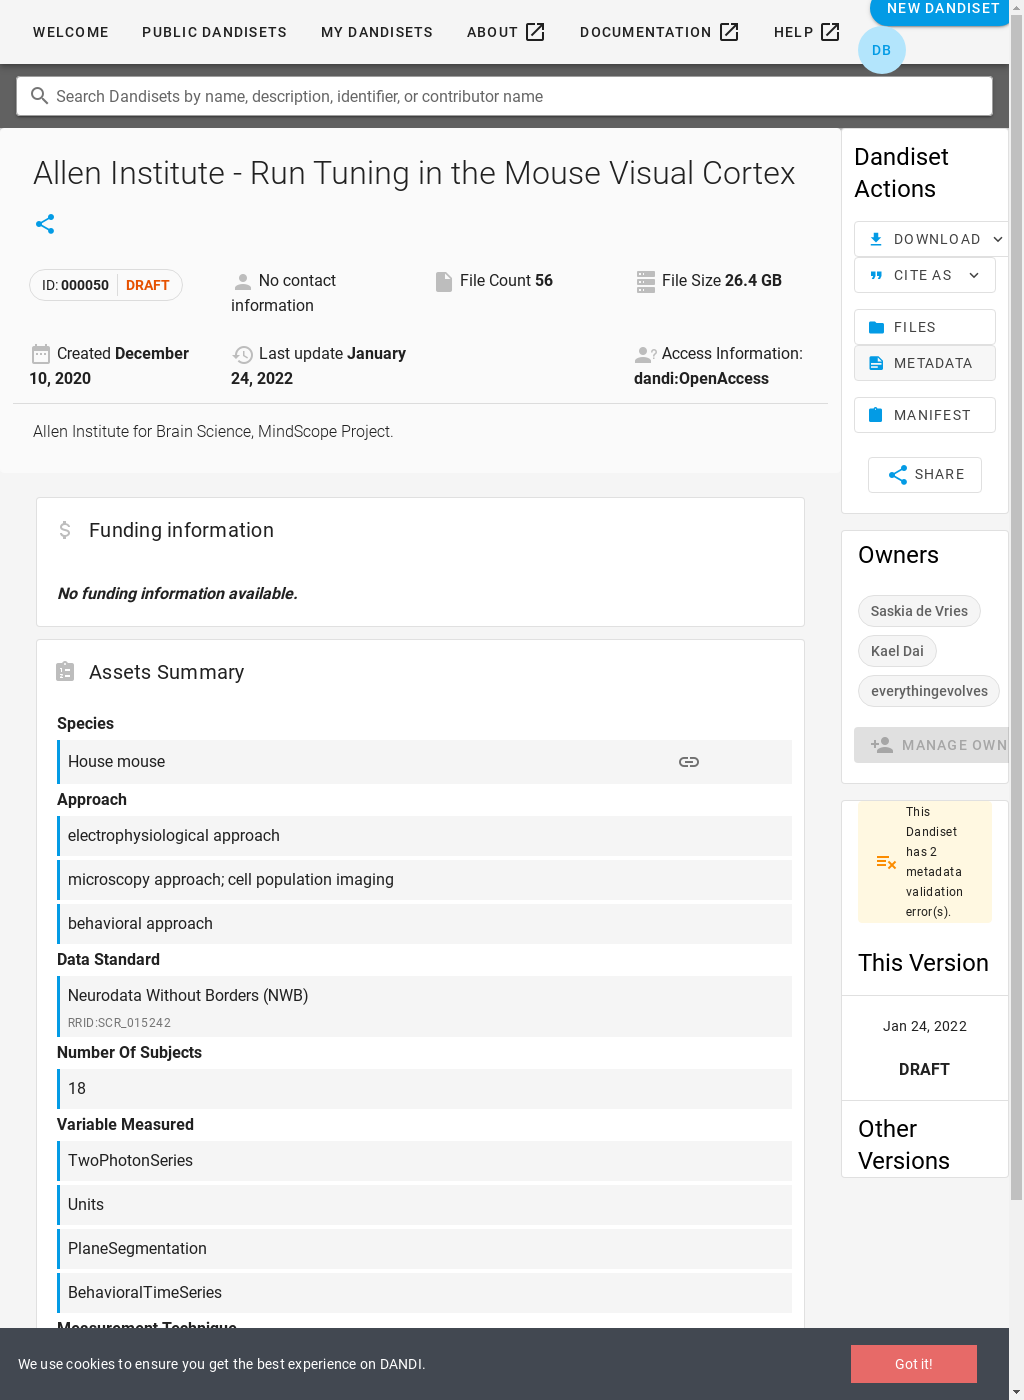 WELCOME
PUBLIC DANDISETS
MY DANDISETS
ABOUT
DOCUMENTATION
HELP
NEW DANDISET
DB
Search Dandisets by name, description, identifier, or contributor name
Allen Institute - Run Tuning in the Mouse Visual Cortex
ID: 000050 DRAFT
No contact
information
File Count 56
File Size 26.4 GB
Created December
10, 2020
Last update January
24, 2022
Access Information:
dandi:OpenAccess
Allen Institute for Brain Science, MindScope Project.
Funding information
No funding information available.
Assets Summary
Species
House mouse
Approach
electrophysiological approach
microscopy approach; cell population imaging
behavioral approach
Data Standard
Neurodata Without Borders (NWB)
RRID:SCR_015242
Number Of Subjects
18
Variable Measured
TwoPhotonSeries
Units
PlaneSegmentation
BehavioralTimeSeries
Measurement Technique
Dandiset
Actions
DOWNLOAD
CITE AS
FILES
METADATA
MANIFEST
SHARE
Owners
Saskia de Vries
Kael Dai
everythingevolves
MANAGE OWN
This
Dandiset
has 2
metadata
validation
error(s).
This Version
Jan 24, 2022
DRAFT
Other
Versions
We use cookies to ensure you get the best experience on DANDI.
Got it!